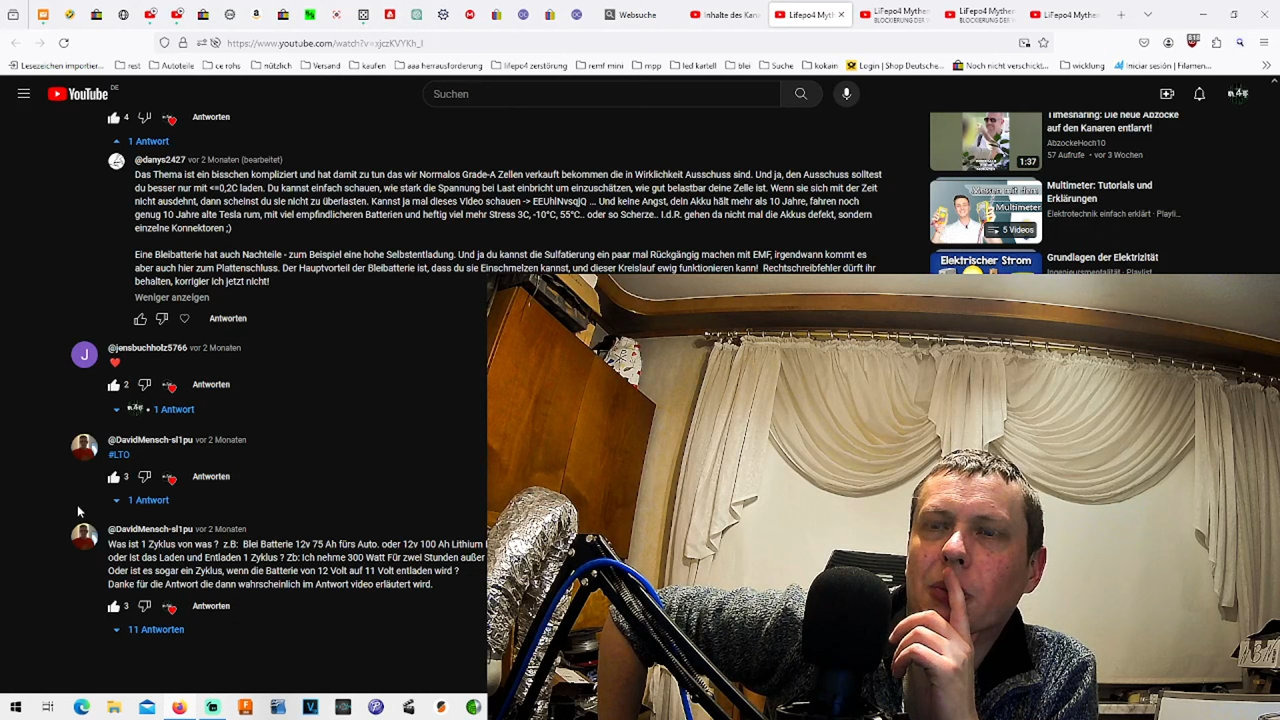 Websuche
Inhalte des Kan
LiFepo4 Myth
LiFepo4 Mythe
BLOCKIERUNG DER W
LiFepo4 Mythe
BLOCKIERUNG DER W
LiFepo4 Mythe
https://www.youtube.com/watch?v=xjczKVYKh_I
Lesezeichen importier...
rest
Autoteile
ce rohs
nützlich
Versand
kaufen
aaa herausforderung
lifepo4 zerstörung
remf mini
mpp
led kartell
blei
Suche
kokain
Login | Shop Deutsche...
Noch nicht verschickt...
wicklung
Iniciar sesión | Filamen...
YouTube DE
Suchen
4 Antworten
1 Antwort
@danys2427 vor 2 Monaten (bearbeitet)
Das Thema ist ein bisschen kompliziert und hat damit zu tun das wir Normalos Grade-A Zellen verkauft bekommen die in Wirklichkeit Ausschuss sind. Und ja, den Ausschuss solltest
du besser nur mit <=0,2C laden. Du kannst einfach schauen, wie stark die Spannung bei Last einbricht um einzuschätzen, wie gut belastbar deine Zelle ist. Wenn sie sich mit der Zeit
nicht ausdehnt, dann scheinst du sie nicht zu überlasten. Kannst ja mal dieses Video schauen -> ... Und keine Angst, dein Akku hält mehr als 10 Jahre, fahren noch
genug 10 Jahre alte Tesla rum, mit viel empfindlicheren Batterien und heftig viel mehr Stress 3C, -10°C, 55°C.. oder so Scherze.. I.d.R. gehen da nicht mal die Akkus defekt, sondern
einzelne Konnektoren ;)
Eine Bleibatterie hat auch Nachteile - zum Beispiel eine hohe Selbstentladung. Und ja du kannst die Sulfatierung ein paar mal Rückgängig machen mit EMF, irgendwann kommt es
aber auch hier zum Plattenschluss. Der Hauptvorteil der Bleibatterie ist, dass du sie Einschmelzen kannst, und dieser Kreislauf ewig funktionieren kann! Rechtschreibfehler dürft ihr
behalten, korrigier ich jetzt nicht!
Weniger anzeigen
Antworten
@jensbuchholz5766 vor 2 Monaten
2 Antworten
1 Antwort
@DavidMensch-sl1pu vor 2 Monaten
#LTO
3 Antworten
1 Antwort
@DavidMensch-sl1pu vor 2 Monaten
Was ist 1 Zyklus von was ? z.B: Blei Batterie 12v 75 Ah fürs Auto. oder 12v 100 Ah Lithium
oder Ist das Laden und Entladen 1 Zyklus ? Zb: Ich nehme 300 Watt Für zwei Stunden außer
Oder ist es sogar ein Zyklus, wenn die Batterie von 12 Volt auf 11 Volt entladen wird ?
Danke für die Antwort die dann wahrscheinlich im Antwort video erläutert wird.
3 Antworten
11 Antworten
Timesharing: Die neue Abzocke
auf den Kanaren entlarvt!
AbzockeHoch10
57 Aufrufe • vor 3 Wochen
1:37
Multimeter: Tutorials und
Erklärungen
Elektrotechnik einfach erklärt · Playli...
Messen mit dem
Multimeter
5 Videos
Grundlagen der Elektrizität
Ingenieursmentalität · Playlist
Elektrischer Strom